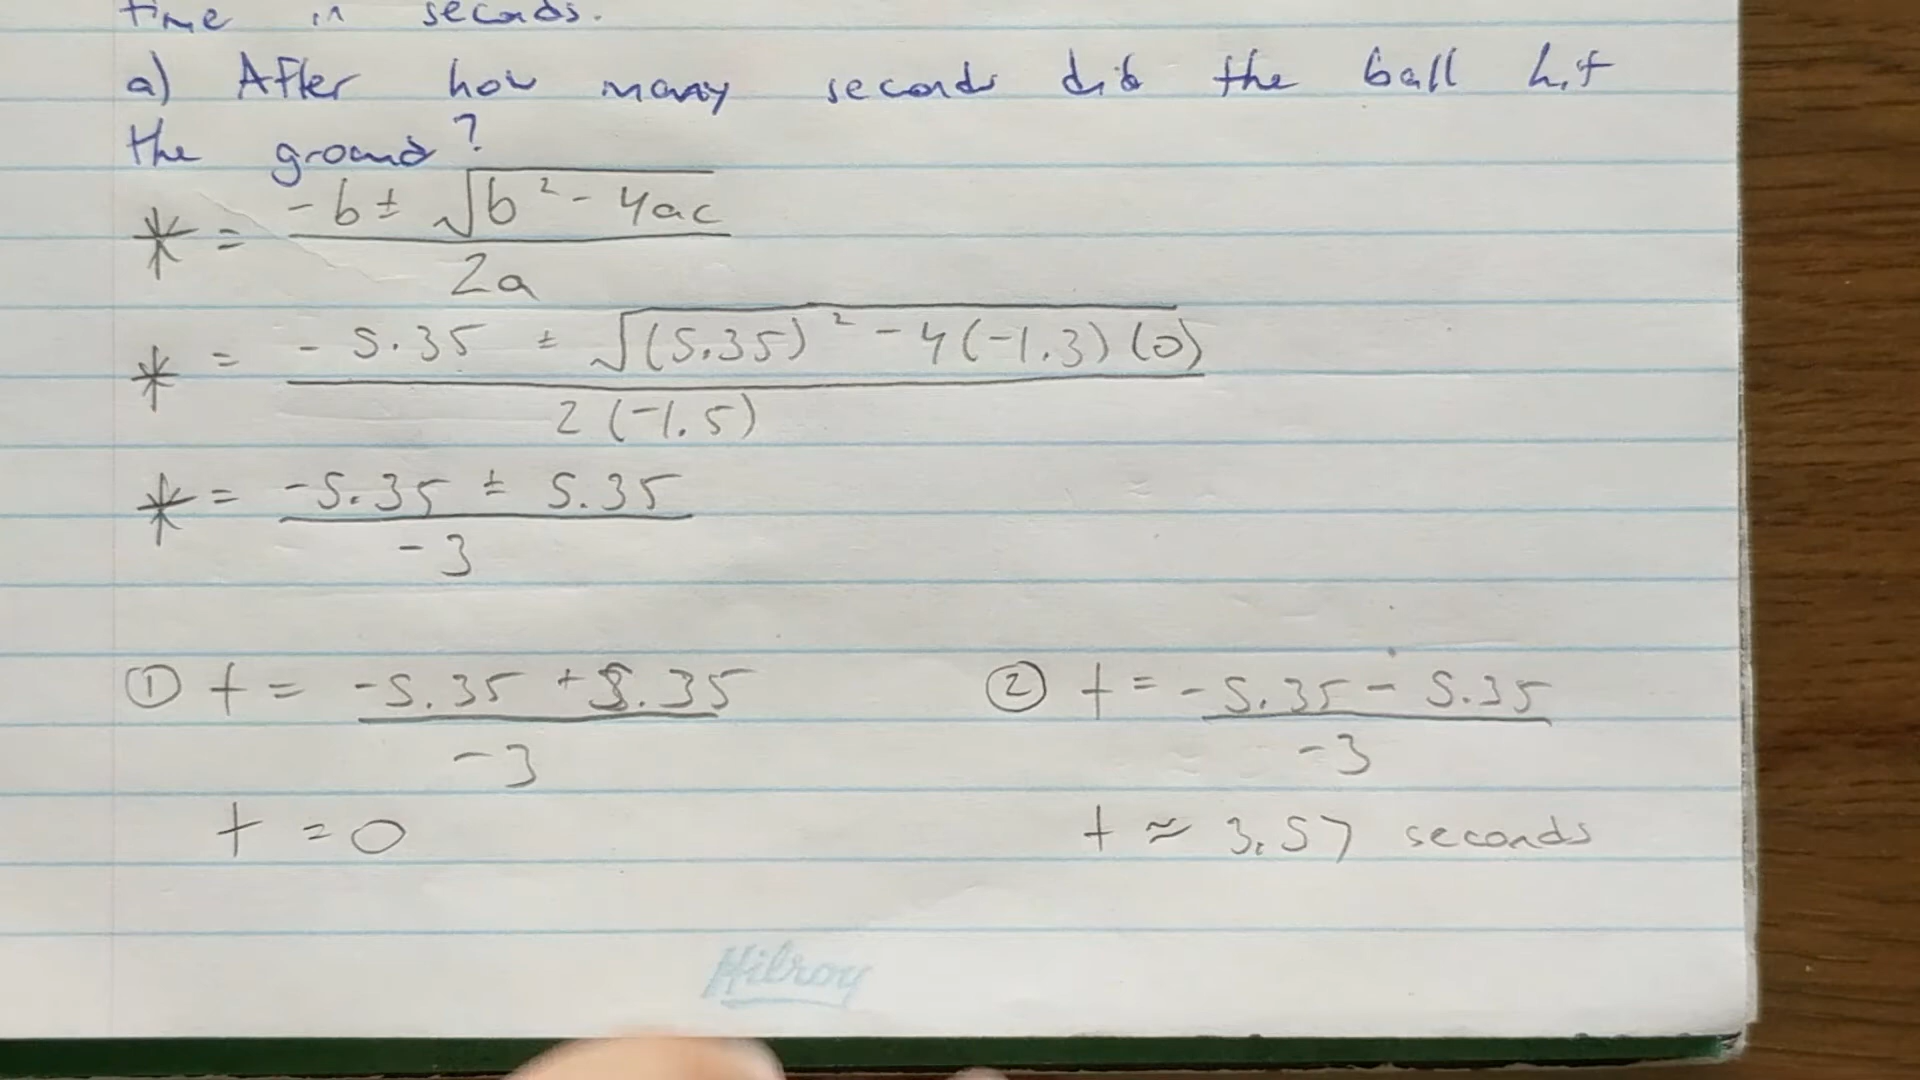 time in seconds.
a) After how many seconds did the ball hit
the ground?
* = -b ± √b² - 4ac
2a
* = - 5.35 ± √(5.35)² - 4(-1.3)(0)
2(-1.5)
* = -5.35 ± 5.35
-3
① t = -5.35 + 5.35
-3
t = 0
② t = -5.35 - 5.35
-3
t ≈ 3.57 seconds
Hilroy